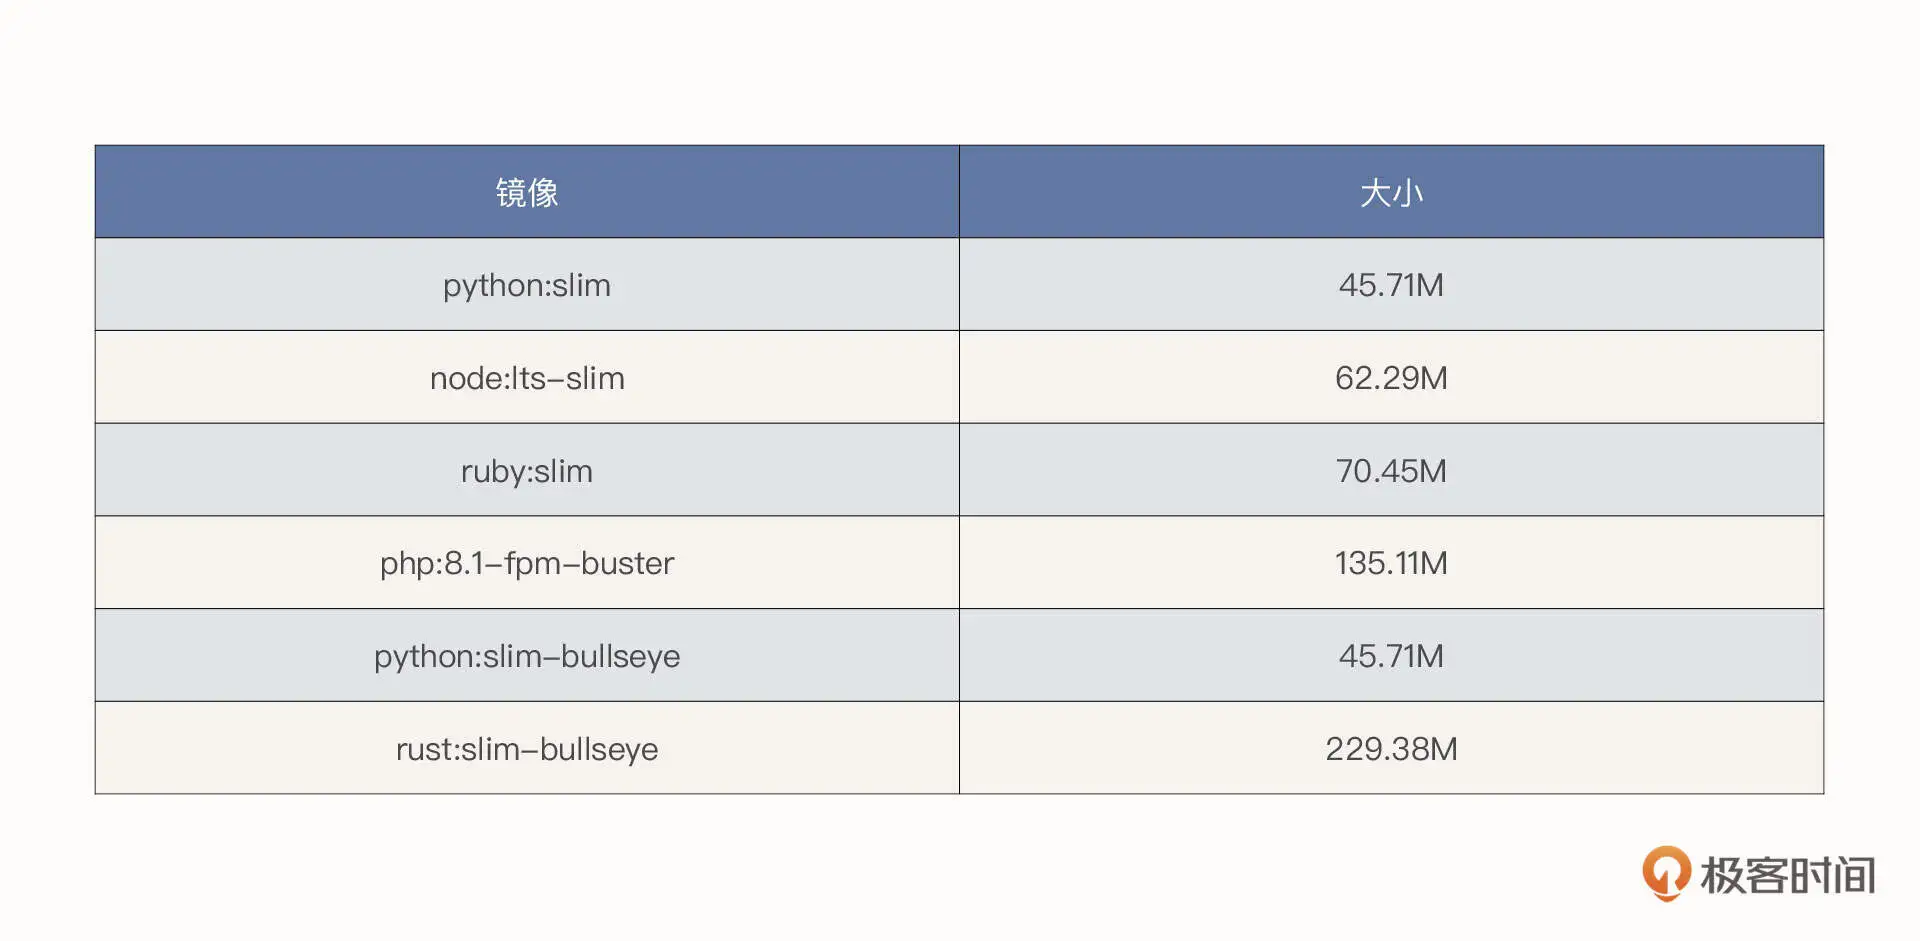 镜像 大小
python:slim 45.71M
node:lts-slim 62.29M
ruby:slim 70.45M
php:8.1-fpm-buster 135.11M
python:slim-bullseye 45.71M
rust:slim-bullseye 229.38M
极客时间